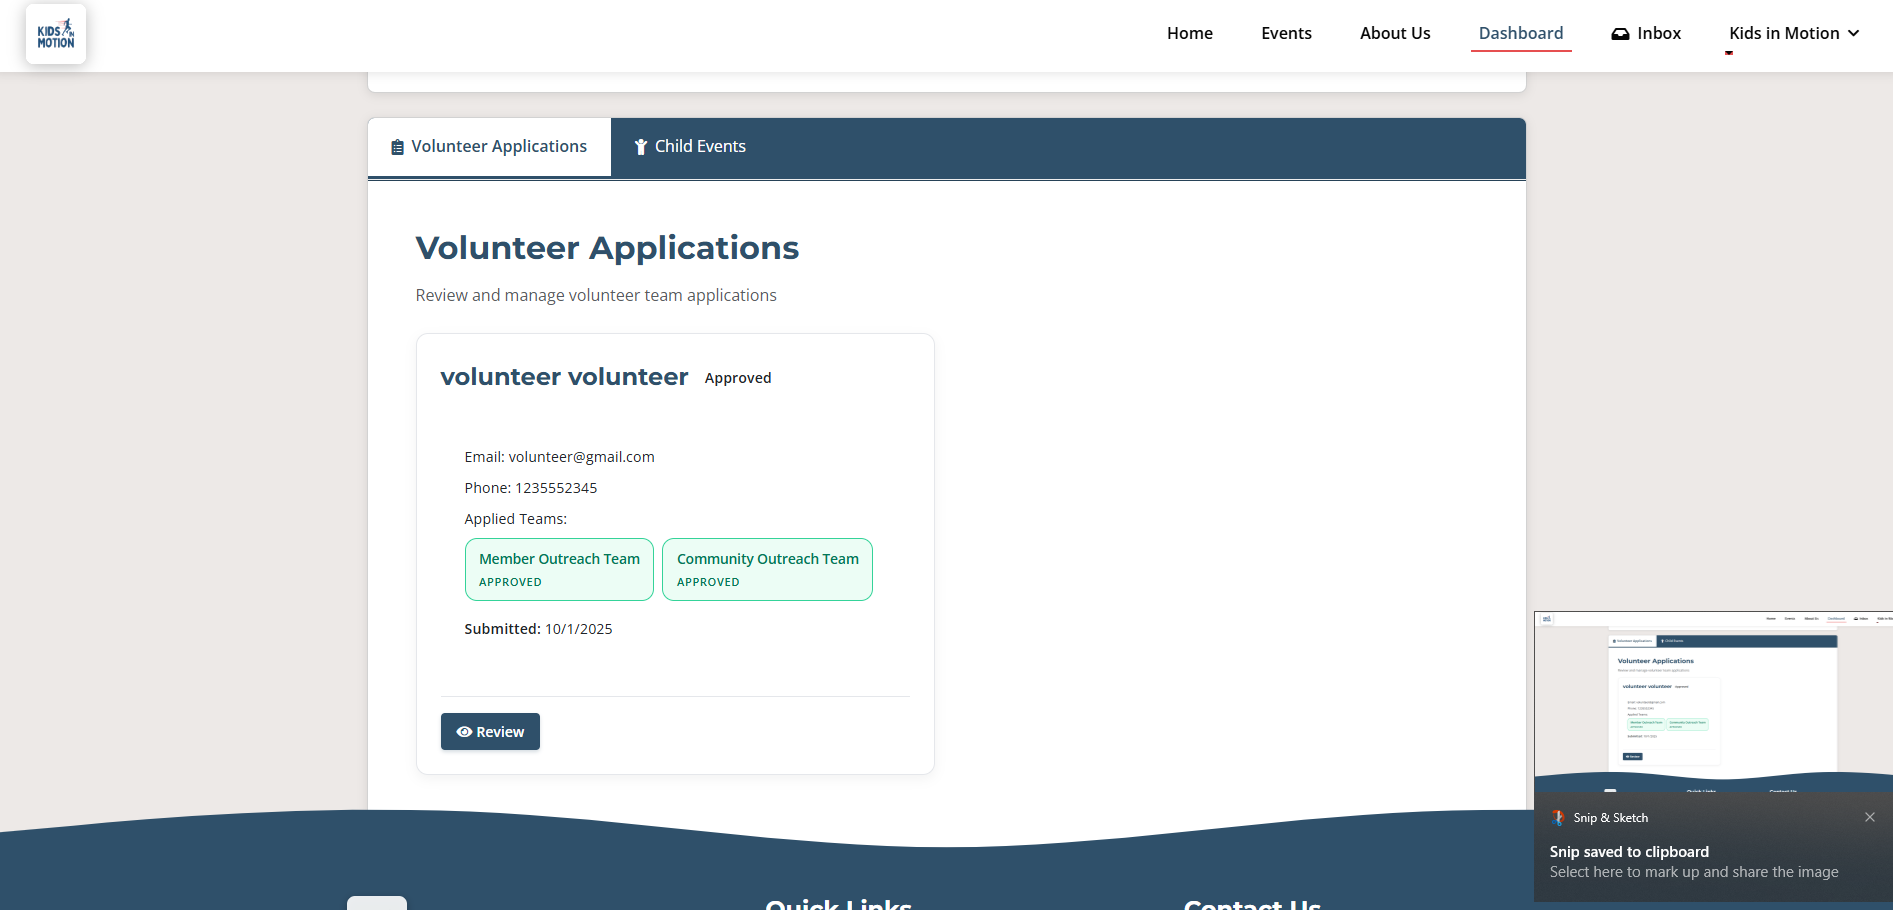 KIDS IN MOTION
Home Events About Us Dashboard Inbox Kids in Motion
Volunteer Applications Child Events
Volunteer Applications
Review and manage volunteer team applications
volunteer volunteer Approved
Email: volunteer@gmail.com
Phone: 1235552345
Applied Teams:
Member Outreach Team Community Outreach Team
APPROVED APPROVED
Submitted: 10/1/2025
Review
Snip & Sketch
Snip saved to clipboard
Select here to mark up and share the image
Quick Links Contact Us